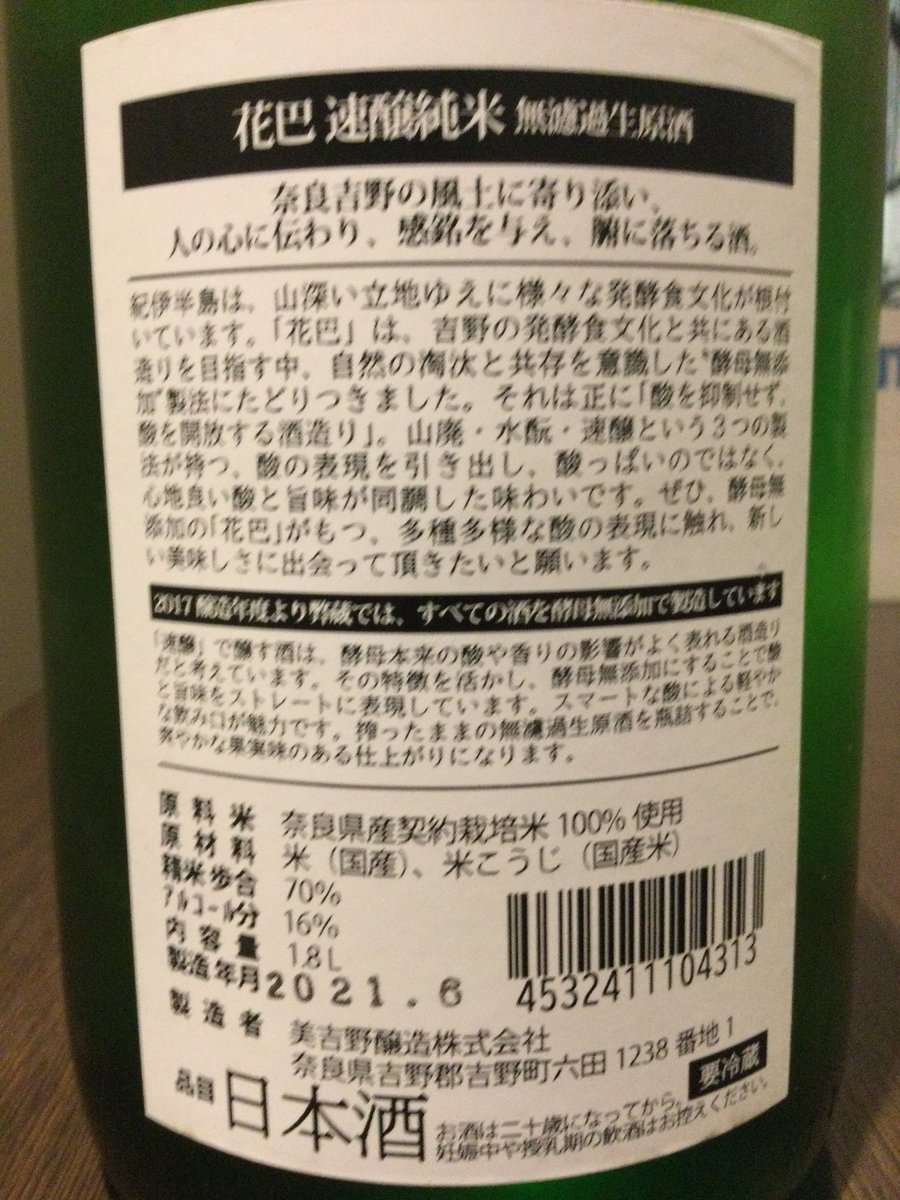 花巴 速醸純米 無濾過生原酒
奈良吉野の風土に寄り添い、
人の心に伝わり、感銘を与え、腑に落ちる酒。
紀伊半島は、山深い立地ゆえに様々な発酵食文化が根付
いています。「花巴」は、吉野の発酵食文化と共にある酒
造りを目指す中、自然の淘汰と共存を意識した“酵母無添
加”製法にたどりつきました。それは正に「酸を抑制せず、
酸を開放する酒造り」。山廃・水酛・速醸という3つの製
法が待つ、酸の表現を引き出し、酸っぱいのではなく、
心地良い酸と旨味が同調した味わいです。ぜひ、酵母無
添加の「花巴」がもつ、多種多様な酸の表現に触れ、新し
い美味しさに出会って頂きたいと願います。
2017醸造年度より弊蔵では、すべての酒を酵母無添加で製造しています
「速醸」で醸す酒は、酵母本来の酸や香りの影響がよく表れる酒造り
だと考えています。その特徴を活かし、酵母無添加にすることで酸
と旨味をストレートに表現しています。スマートな酸による軽やか
な飲み口が魅力です。搾ったままの無濾過生原酒を瓶詰することで、
爽やかな果実味のある仕上がりになります。
原料米 奈良県産契約栽培米100%使用
原材料 米（国産）、米こうじ（国産米）
精米歩合 70%
アルコール分 16%
内容量 1.8L
製造年月 2021.6
4532411104313
製造者 美吉野醸造株式会社
奈良県吉野郡吉野町六田1238番地1
品目 日本酒
要冷蔵
お酒は二十歳になってから。
妊娠中や授乳期の飲酒はお控えください。